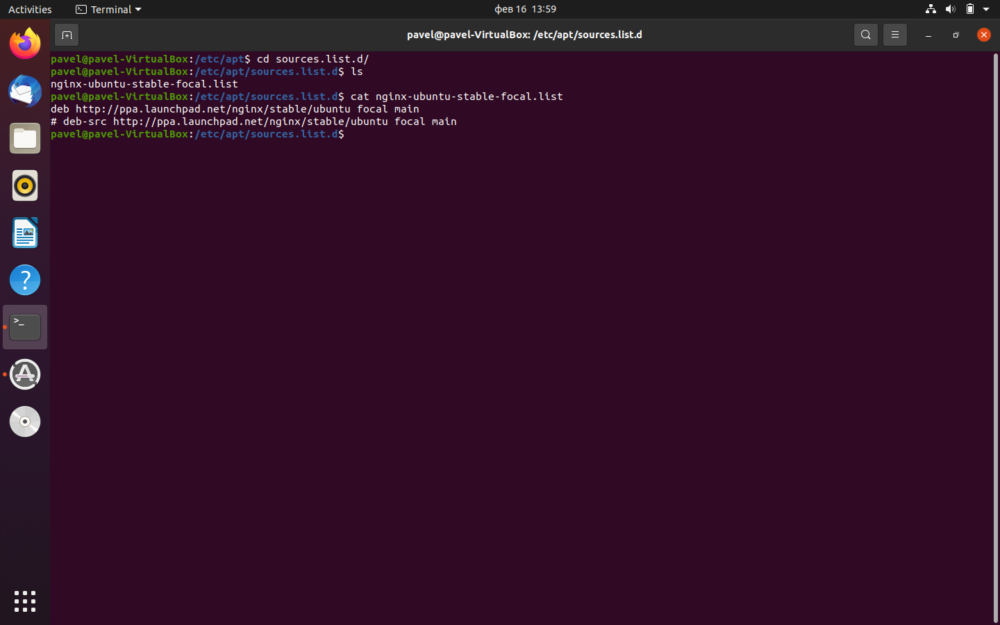 Activities
Terminal
фев 16 13:59
pavel@pavel-VirtualBox: /etc/apt/sources.list.d
pavel@pavel-VirtualBox:/etc/apt$ cd sources.list.d/
pavel@pavel-VirtualBox:/etc/apt/sources.list.d$ ls
nginx-ubuntu-stable-focal.list
pavel@pavel-VirtualBox:/etc/apt/sources.list.d$ cat nginx-ubuntu-stable-focal.list
deb http://ppa.launchpad.net/nginx/stable/ubuntu focal main
# deb-src http://ppa.launchpad.net/nginx/stable/ubuntu focal main
pavel@pavel-VirtualBox:/etc/apt/sources.list.d$